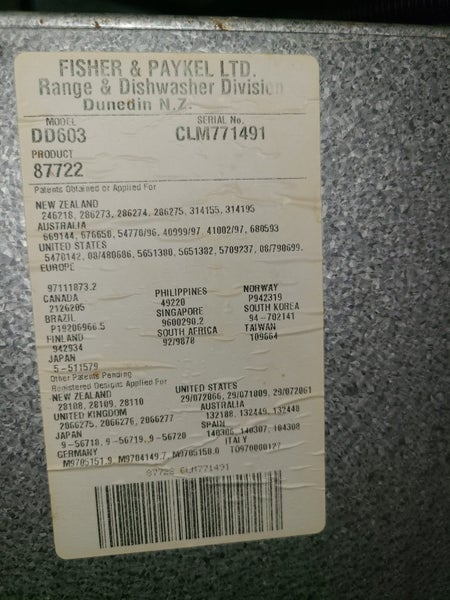 FISHER & PAYKEL LTD.
Range & Dishwasher Division
Dunedin N.Z.
MODEL SERIAL No.
DD603 CLM771491
PRODUCT
87722
Patents Obtained or Applied For
NEW ZEALAND
246218, 286273, 286274, 286275, 314155, 314195
AUSTRALIA
669144, 676658, 54776/96, 40999/97, 41002/97, 680593
UNITED STATES
5470142, 08/480686, 5651380, 5651382, 5709237, 08/790699.
EUROPE
97111873.2
CANADA
2126205
BRAZIL
P19206966.5
FINLAND
942934
JAPAN
5-511579
PHILIPPINES
49220
SINGAPORE
9600290.2
SOUTH AFRICA
92/9870
NORWAY
P942319
SOUTH KOREA
94-702141
TAIWAN
109664
Other Patents Pending
Registered Designs Applied For
NEW ZEALAND
28108, 28109, 28110
UNITED KINGDOM
2066275, 2066276, 2066277
JAPAN
9-56718, 9-56719, 9-56720
GERMANY
M9705151.9, M9704149.7, M9705150.0
UNITED STATES
29/072066, 29/071009, 29/072061
AUSTRALIA
132188, 132449, 132448
SPAIN
140306, 140307, 104308
ITALY
TO970000127
CLM771491